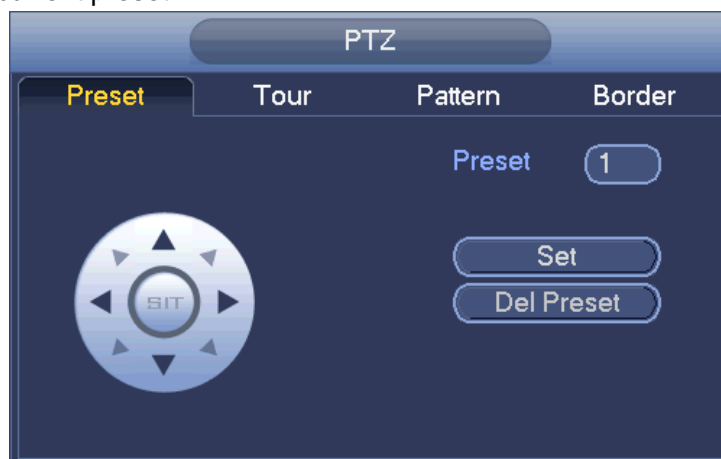 PTZ
Preset Tour Pattern Border
Preset 1
Set
SIT
Del Preset